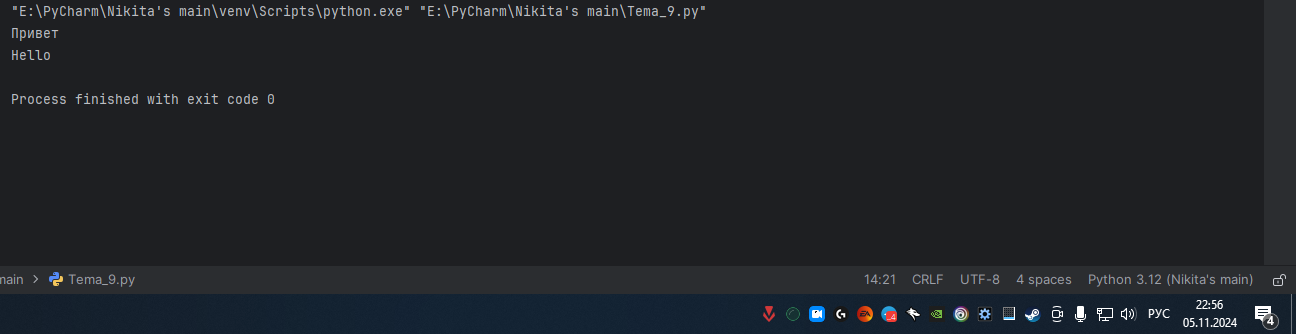 "E:\PyCharm\Nikita's main\venv\Scripts\python.exe" "E:\PyCharm\Nikita's main\Tema_9.py"
Привет
Hello
Process finished with exit code 0
main > Tema_9.py 14:21 CRLF UTF-8 4 spaces Python 3.12 (Nikita's main)
РУС 22:56
05.11.2024 4